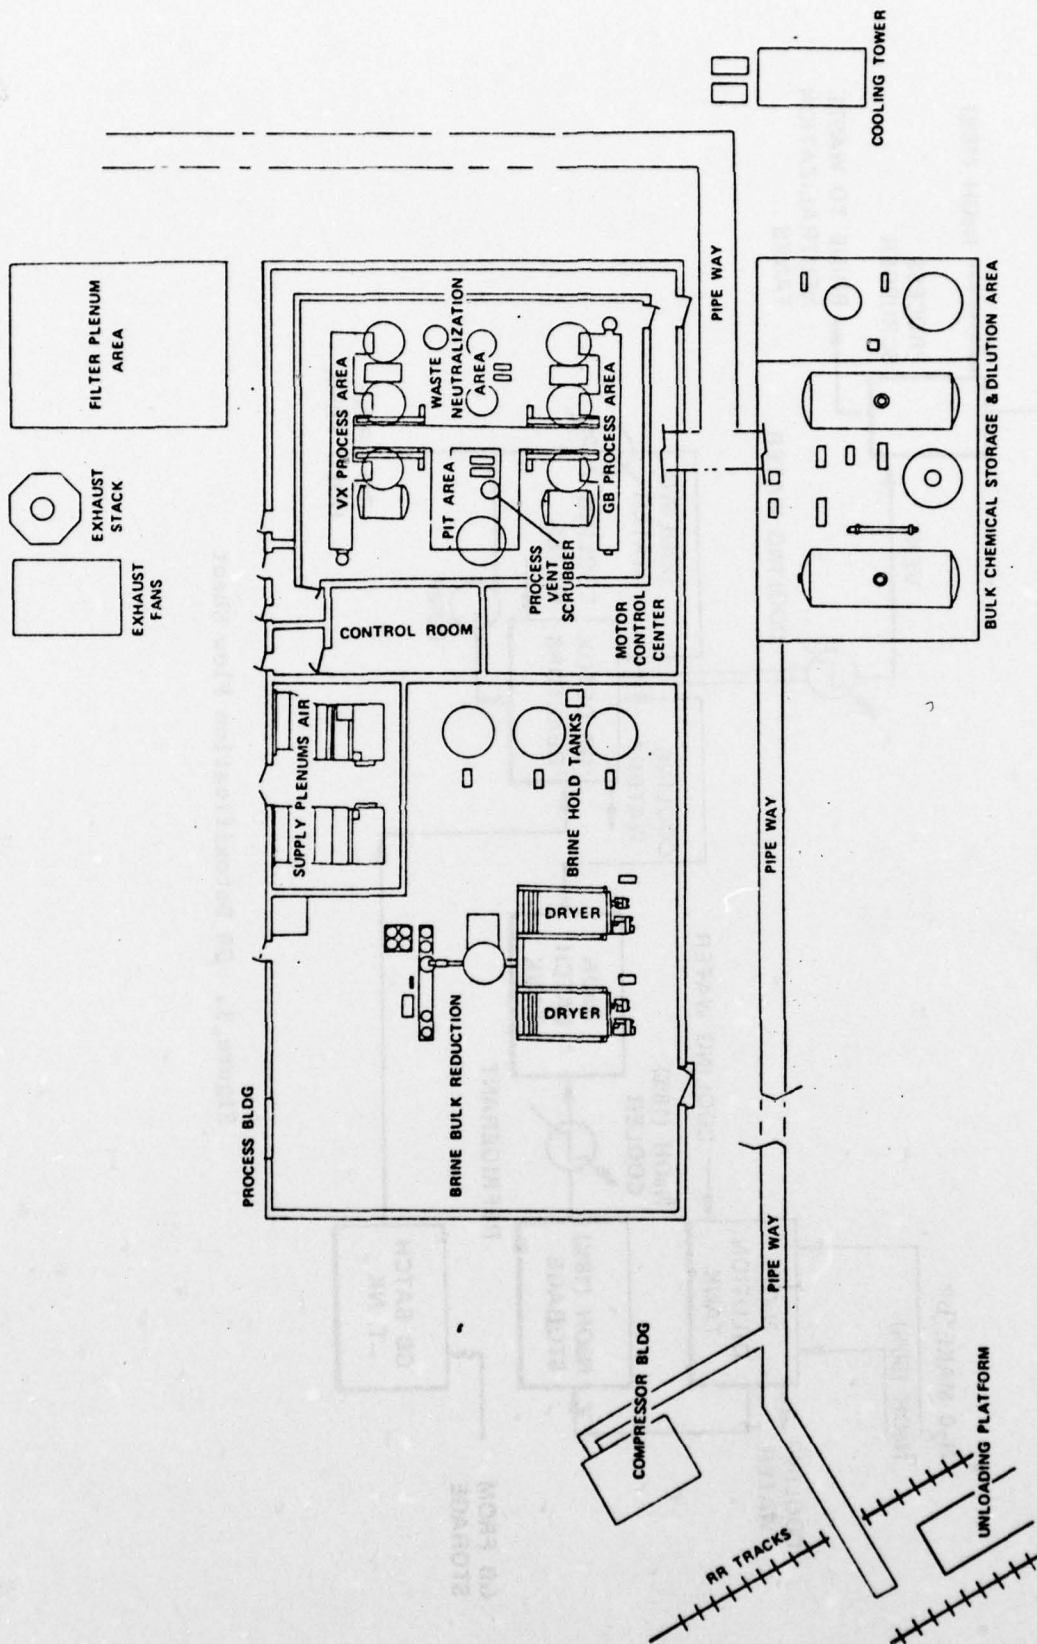 FILTER PLENUM
AREA
EXHAUST
STACK
EXHAUST
FANS
COOLING TOWER
PIPE WAY
VX PROCESS AREA
WASTE
NEUTRALIZATION
AREA
PIT AREA
GB PROCESS AREA
PROCESS
VENT
SCRUBBER
CONTROL ROOM
MOTOR
CONTROL
CENTER
BULK CHEMICAL STORAGE & DILUTION AREA
SUPPLY PLENUMS AIR
BRINE HOLD TANKS
DRYER
DRYER
BRINE BULK REDUCTION
PROCESS BLDG
PIPE WAY
PIPE WAY
COMPRESSOR BLDG
RR TRACKS
UNLOADING PLATFORM